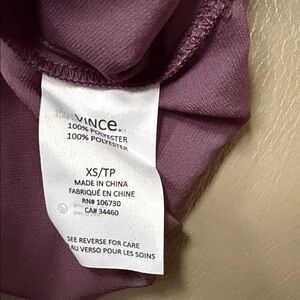 VINCE.
100% POLYESTER
100% POLYESTER
XS/TP
MADE IN CHINA
FABRIQUÉ EN CHINE
RN# 106730
CA# 34460
SEE REVERSE FOR CARE
AU VERSO POUR LES SOINS